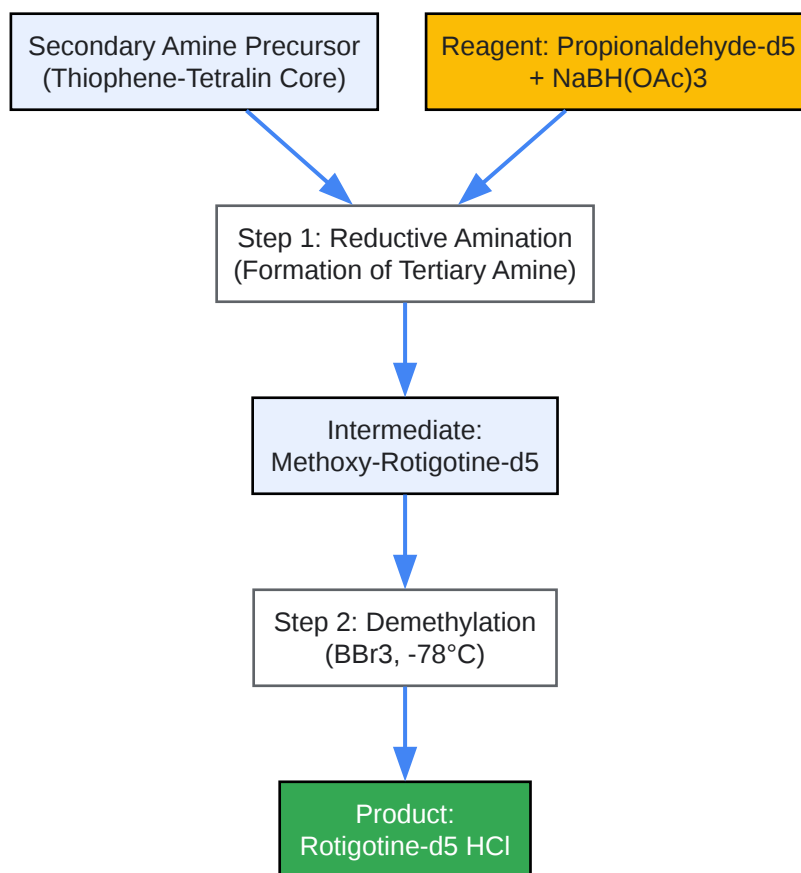 Secondary Amine Precursor
(Thiophene-Tetralin Core)
Reagent: Propionaldehyde-d5
+ NaBH(OAc)3
Step 1: Reductive Amination
(Formation of Tertiary Amine)
Intermediate:
Methoxy-Rotigotine-d5
Step 2: Demethylation
(BBr3, -78°C)
Product:
Rotigotine-d5 HCl